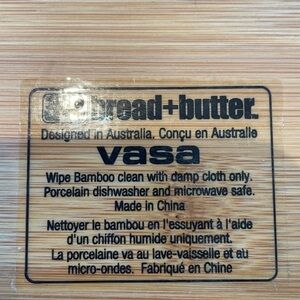 bread+butter.
Designed in Australia. Conçu en Australie
vasa
Wipe Bamboo clean with damp cloth only.
Porcelain dishwasher and microwave safe.
Made in China
Nettoyer le bambou en l'essuyant à l'aide
d'un chiffon humide uniquement.
La porcelaine va au lave-vaisselle et au
micro-ondes. Fabriqué en Chine